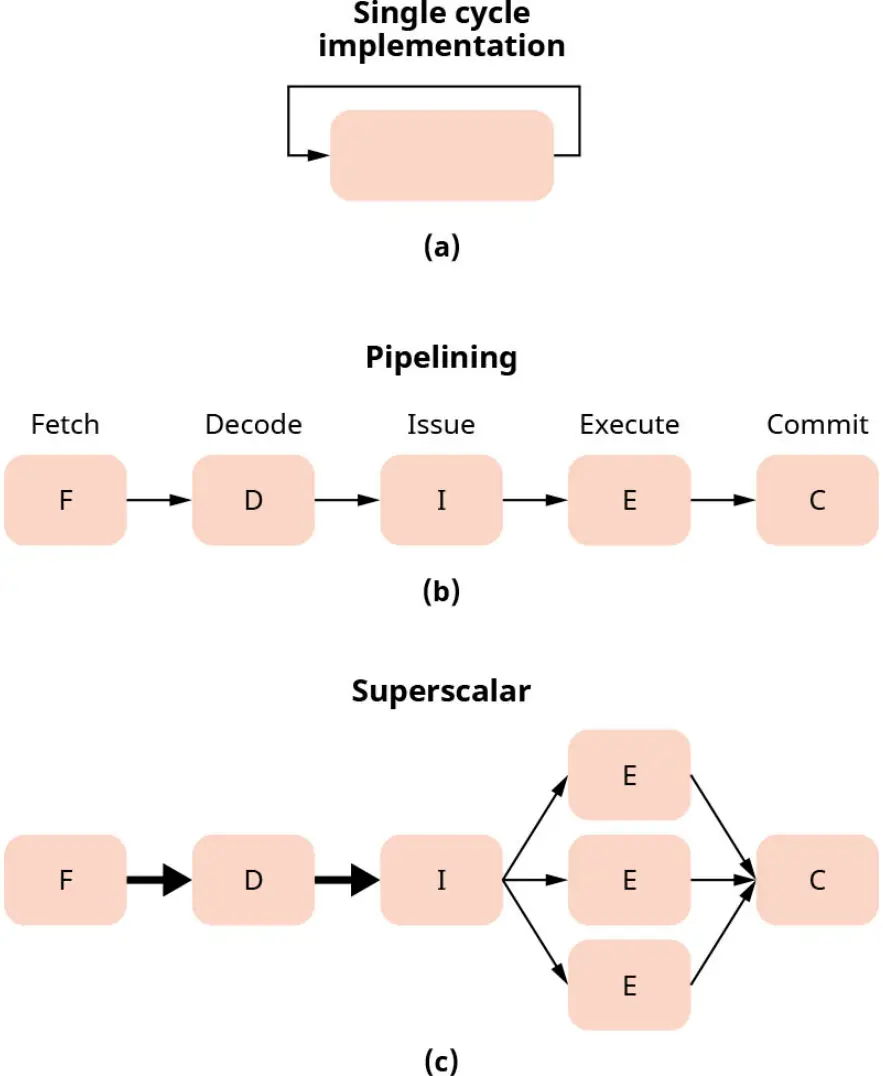 Single cycle
implementation
(a)
Pipelining
Fetch Decode Issue Execute Commit
F D I E C
(b)
Superscalar
E
F D I E C
E
(c)